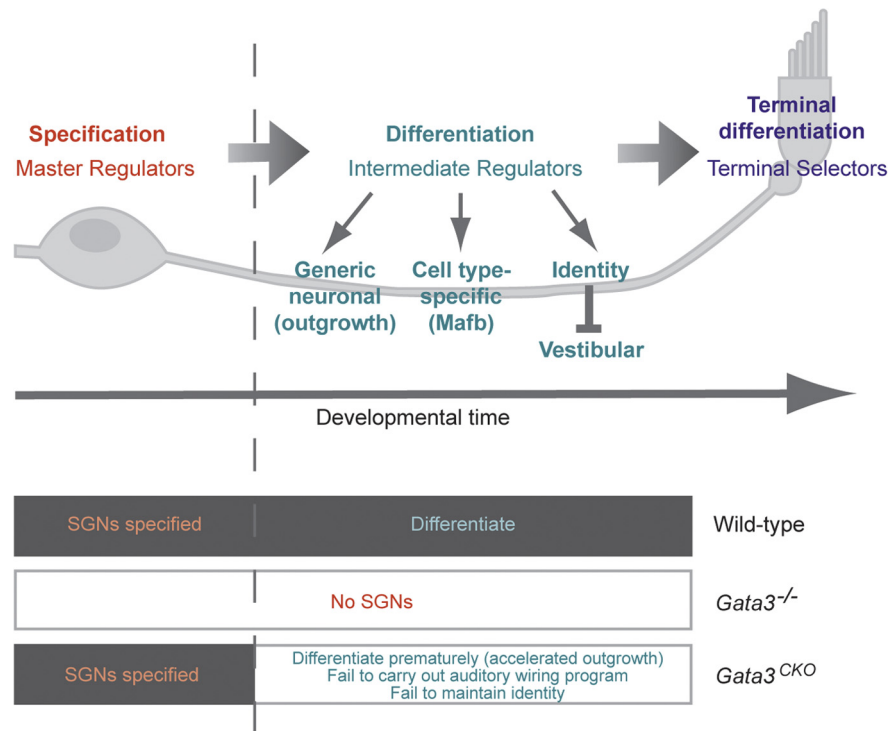 Specification
Master Regulators
Differentiation
Intermediate Regulators
Terminal
differentiation
Terminal Selectors
Generic
neuronal
(outgrowth)
Cell type-
specific
(Mafb)
Identity
Vestibular
Developmental time
SGNs specified
Differentiate
Wild-type
No SGNs
Gata3-/-
SGNs specified
Differentiate prematurely (accelerated outgrowth)
Fail to carry out auditory wiring program
Fail to maintain identity
Gata3CKO